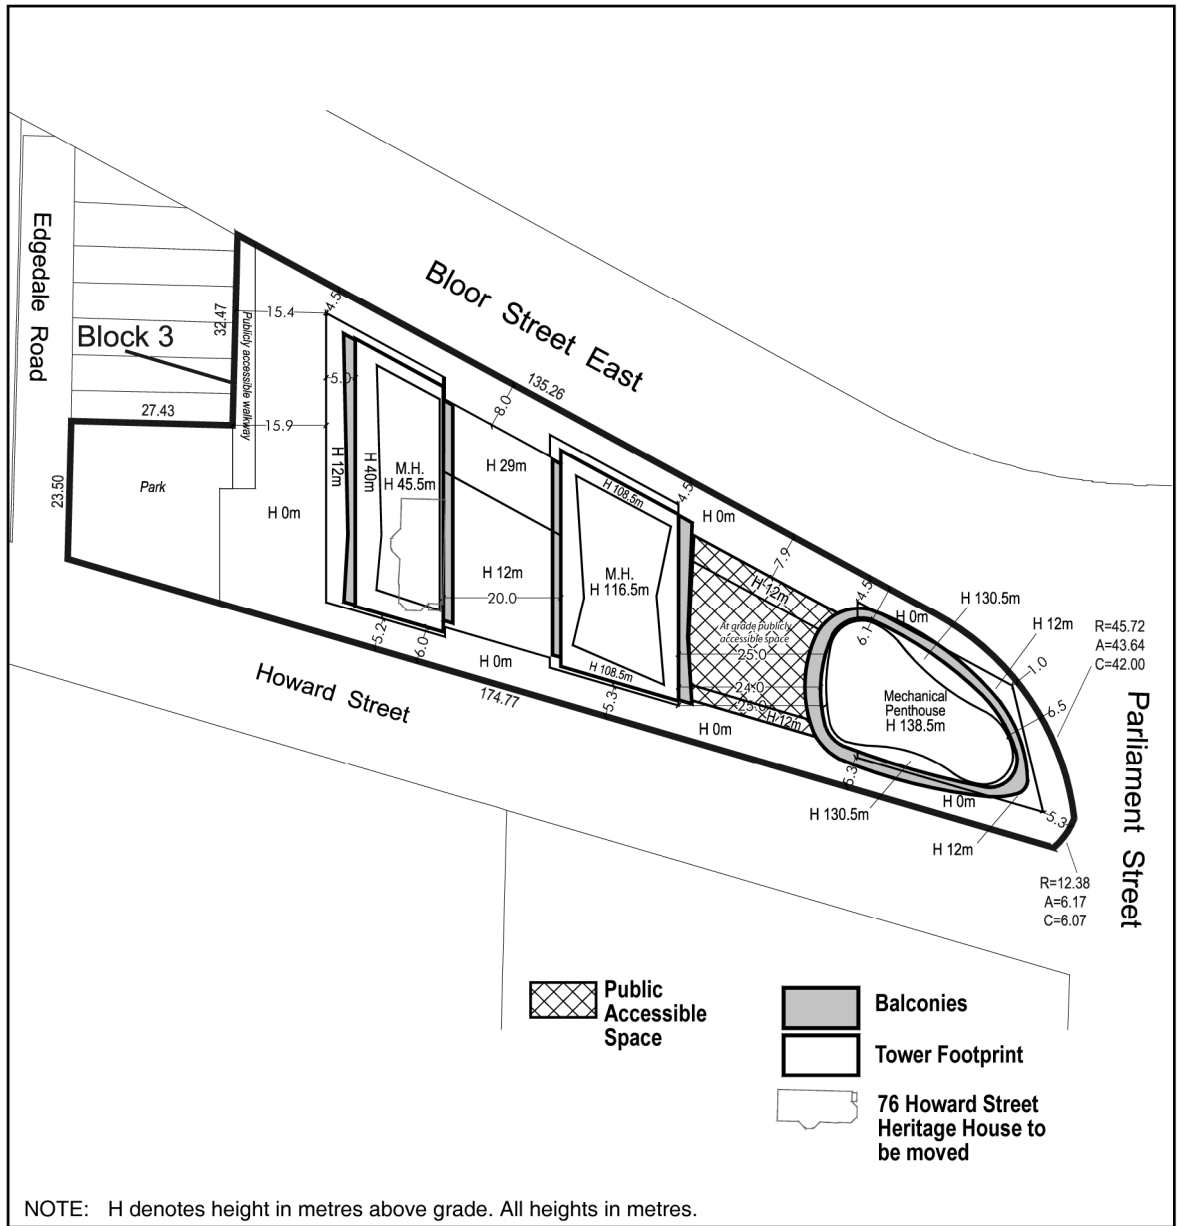 Edgedale Road
Block 3
32.47
Publicly accessible walkway
27.43
23.50
Park
15.4
15.9
4.5
Bloor Street East
135.26
8.0
5.0
H 12m
H 40m
M.H.
H 45.5m
H 0m
H 29m
H 12m
20.0
H 108.5m
M.H.
H 116.5m
H 108.5m
4.5
H 0m
7.9
H 12m
At grade publicly
accessible space
25.0
24.0
23.0
H 12m
4.5
6.1
H 0m
H 130.5m
H 12m
1.0
R=45.72
A=43.64
C=42.00
6.5
Mechanical
Penthouse
H 138.5m
Parliament Street
5.2
6.0
H 0m
5.3
H 0m
5.3
H 130.5m
H 0m
H 12m
5.3
R=12.38
A=6.17
C=6.07
Howard Street
174.77
Public
Accessible
Space
Balconies
Tower Footprint
76 Howard Street
Heritage House to
be moved
NOTE: H denotes height in metres above grade. All heights in metres.